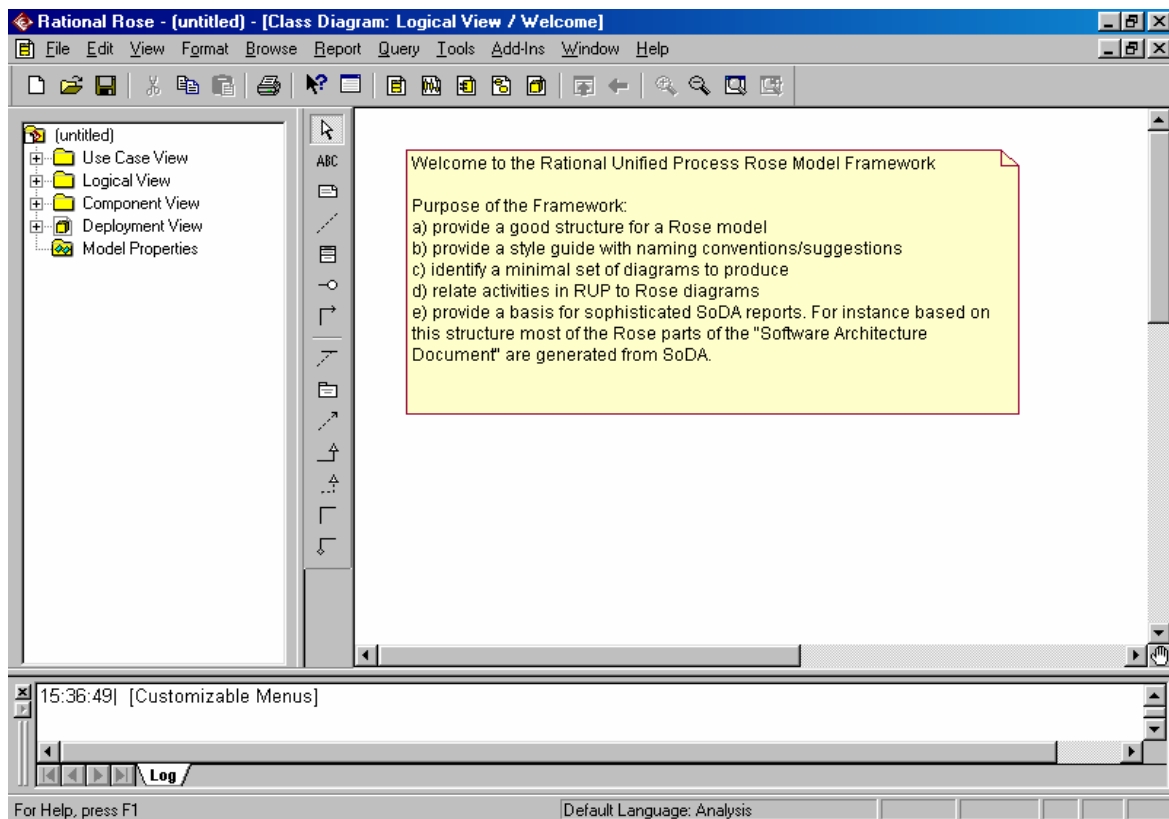 Rational Rose - (untitled) - [Class Diagram: Logical View / Welcome]
File Edit View Format Browse Report Query Tools Add-Ins Window Help
(untitled)
Use Case View
Logical View
Component View
Deployment View
Model Properties
ABC
Welcome to the Rational Unified Process Rose Model Framework
Purpose of the Framework:
a) provide a good structure for a Rose model
b) provide a style guide with naming conventions/suggestions
c) identify a minimal set of diagrams to produce
d) relate activities in RUP to Rose diagrams
e) provide a basis for sophisticated SoDA reports. For instance based on
this structure most of the Rose parts of the "Software Architecture
Document" are generated from SoDA.
15:36:49| [Customizable Menus]
Log
For Help, press F1 Default Language: Analysis